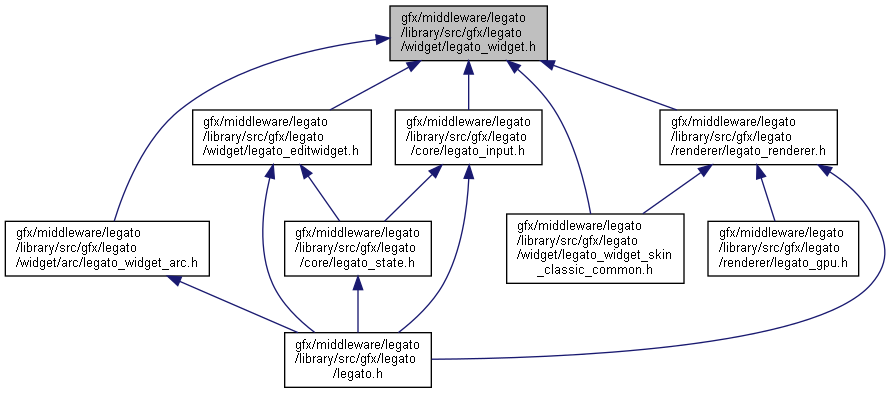 gfx/middleware/legato
/library/src/gfx/legato
/widget/legato_widget.h
gfx/middleware/legato
/library/src/gfx/legato
/widget/legato_editwidget.h
gfx/middleware/legato
/library/src/gfx/legato
/core/legato_input.h
gfx/middleware/legato
/library/src/gfx/legato
/renderer/legato_renderer.h
gfx/middleware/legato
/library/src/gfx/legato
/widget/arc/legato_widget_arc.h
gfx/middleware/legato
/library/src/gfx/legato
/core/legato_state.h
gfx/middleware/legato
/library/src/gfx/legato
/widget/legato_widget_skin
_classic_common.h
gfx/middleware/legato
/library/src/gfx/legato
/renderer/legato_gpu.h
gfx/middleware/legato
/library/src/gfx/legato
/legato.h